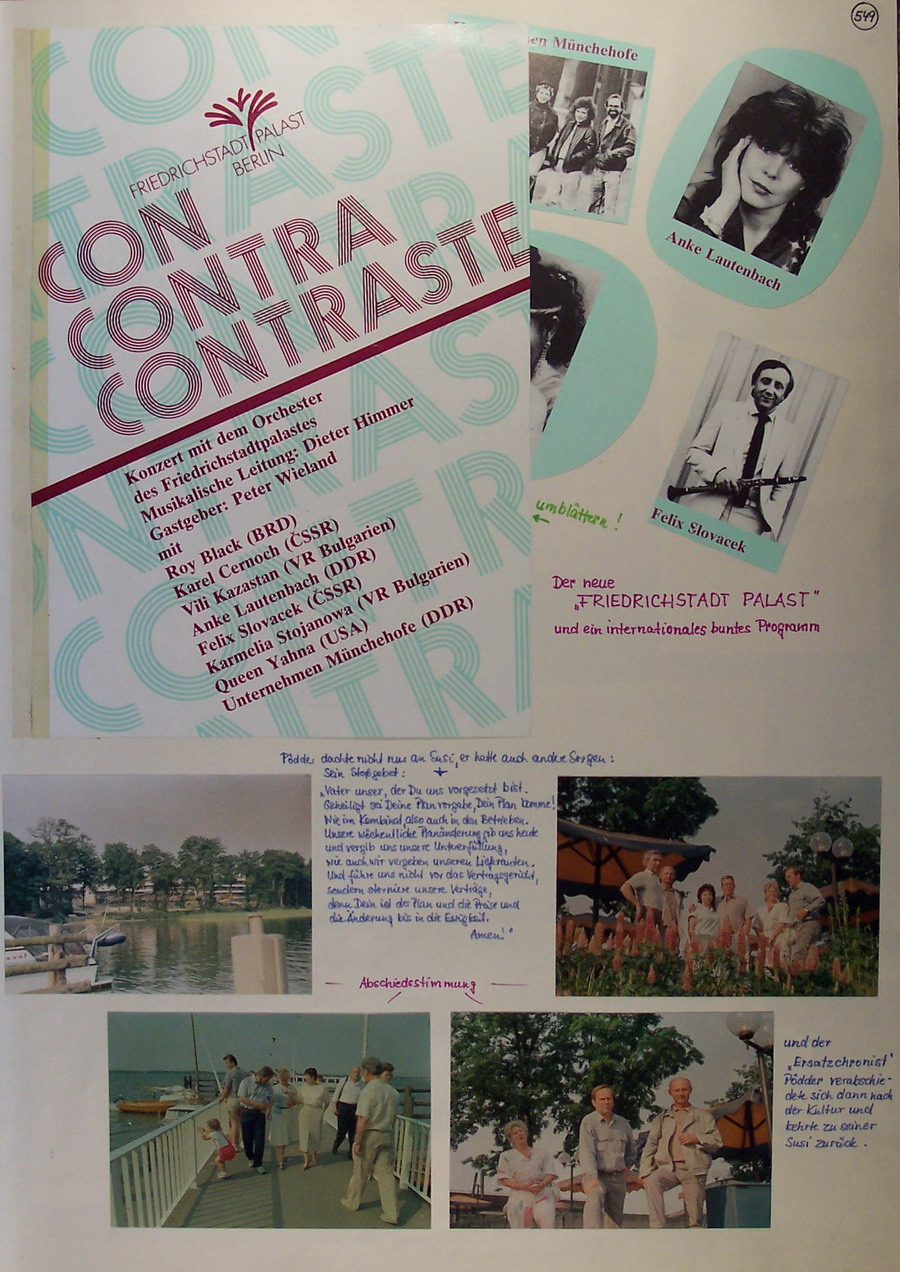 549
FRIEDRICHSTADTPALAST
BERLIN
CON
CONTRA
CONTRASTE
Konzert mit dem Orchester
des Friedrichstadtpalastes
Musikalische Leitung: Dieter Himmer
Gastgeber: Peter Wieland
mit
Roy Black (BRD)
Karel Cernoch (ČSSR)
Vili Kazastan (VR Bulgarien)
Anke Lautenbach (DDR)
Felix Slovacek (ČSSR)
Karmelia Stojanowa (VR Bulgarien)
Queen Yahna (USA)
Unternehmen Münchehofe (DDR)
en Münchehofe
Anke Lautenbach
Felix Slovacek
umblättern !
Der neue
"FRIEDRICHSTADT PALAST"
und ein internationales buntes Programm
Pödder dachte nicht nur an Susi, er hatte auch andre Sorgen :
Sein Stoßgebet :
„Vater unser, der Du uns vorgesetzt bist.
Geheiligt sei Deine Planvorgabe, Dein Plan komme!
Wie im Kombinat, also auch in den Betrieben.
Unsere wöchentliche Planänderung gib uns heute
und vergib uns unsere Untererfüllung,
wie auch wir vergeben unseren Lieferanten.
Und führe uns nicht vor das Vertragsgericht,
sondern storniere unsere Verträge,
denn Dein ist der Plan und die Preise und
die Änderung bis in die Ewigkeit.
Amen!"
Abschiedsstimmung
und der
„Ersatzchronist"
Pödder verabschie-
dete sich dann nach
der Kultur und
kehrte zu seiner
Susi zurück.